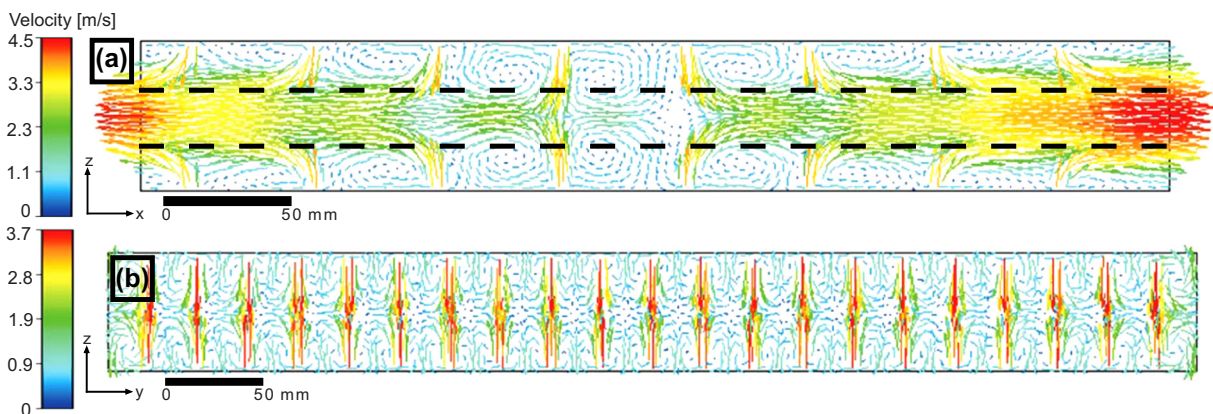 Velocity [m/s]
4.5
(a)
3.3
2.3
1.1
0
z
x
0 50 mm
3.7
(b)
2.8
1.9
0.9
0
z
y
0 50 mm